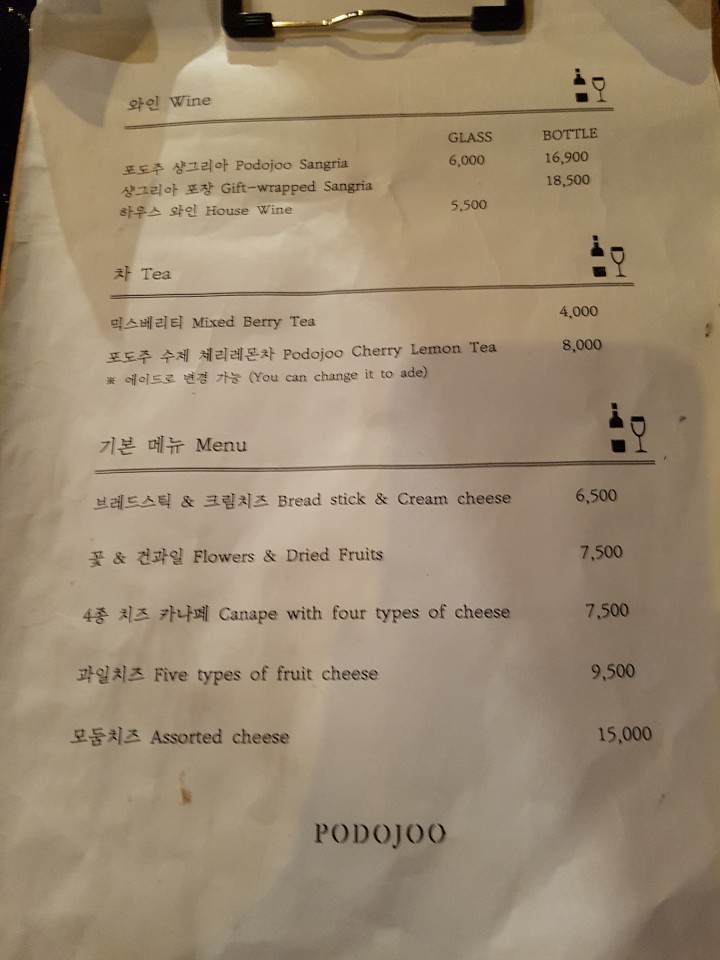 와인 Wine
GLASS BOTTLE
포도주 샹그리아 Podojoo Sangria 6,000 16,900
샹그리아 포장 Gift-wrapped Sangria 18,500
하우스 와인 House Wine 5,500
차 Tea
믹스베리티 Mixed Berry Tea 4,000
포도주 수제 체리레몬차 Podojoo Cherry Lemon Tea 8,000
※ 에이드로 변경 가능 (You can change it to ade)
기본 메뉴 Menu
브레드스틱 & 크림치즈 Bread stick & Cream cheese 6,500
꽃 & 건과일 Flowers & Dried Fruits 7,500
4종 치즈 카나페 Canape with four types of cheese 7,500
과일치즈 Five types of fruit cheese 9,500
모둠치즈 Assorted cheese 15,000
PODOJOO